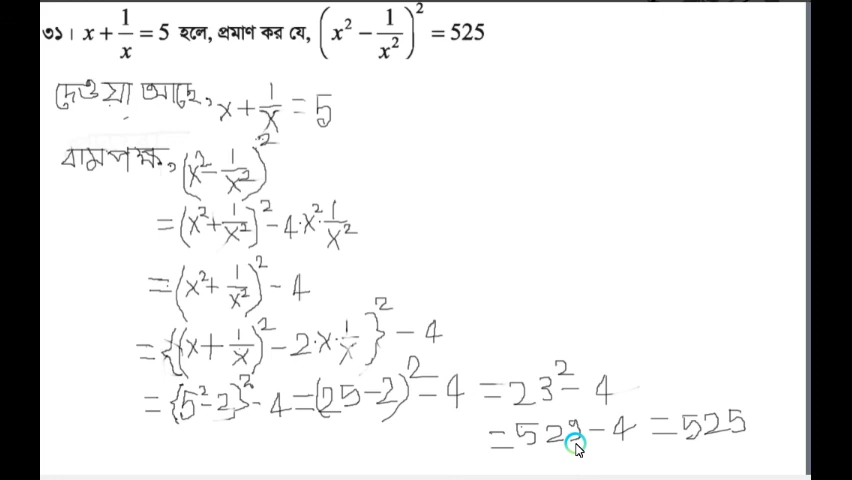 ৩১। x + 1/x = 5 হলে, প্রমাণ কর যে, (x² − 1/x²)² = 525
দেওয়া আছে, x + 1/x = 5
বামপক্ষ, (x² − 1/x²)²
= (x² + 1/x²)² − 4·x²·1/x²
= (x² + 1/x²)² − 4
= {(x + 1/x)² − 2·x·1/x}² − 4
= {5² − 2}² − 4 = (25 − 2)² − 4 = 23² − 4
= 529 − 4 = 525